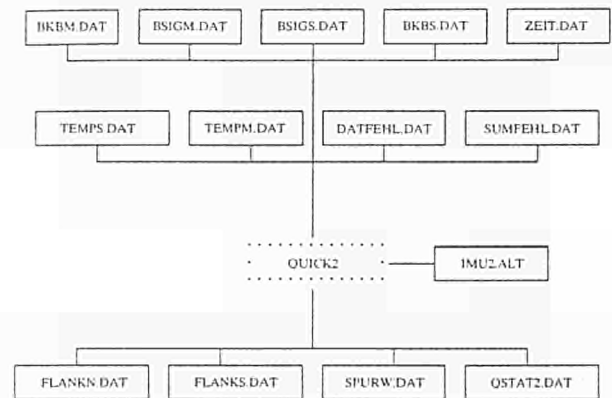 BKBM.DAT BSIGM.DAT BSIGS.DAT BKBS.DAT ZEIT.DAT
TEMPS.DAT TEMPM.DAT DATFEHL.DAT SUMFEHL.DAT
QUICK2 IMU2.ALT
FLANKN.DAT FLANKS.DAT SPURW.DAT QSTAT2.DAT